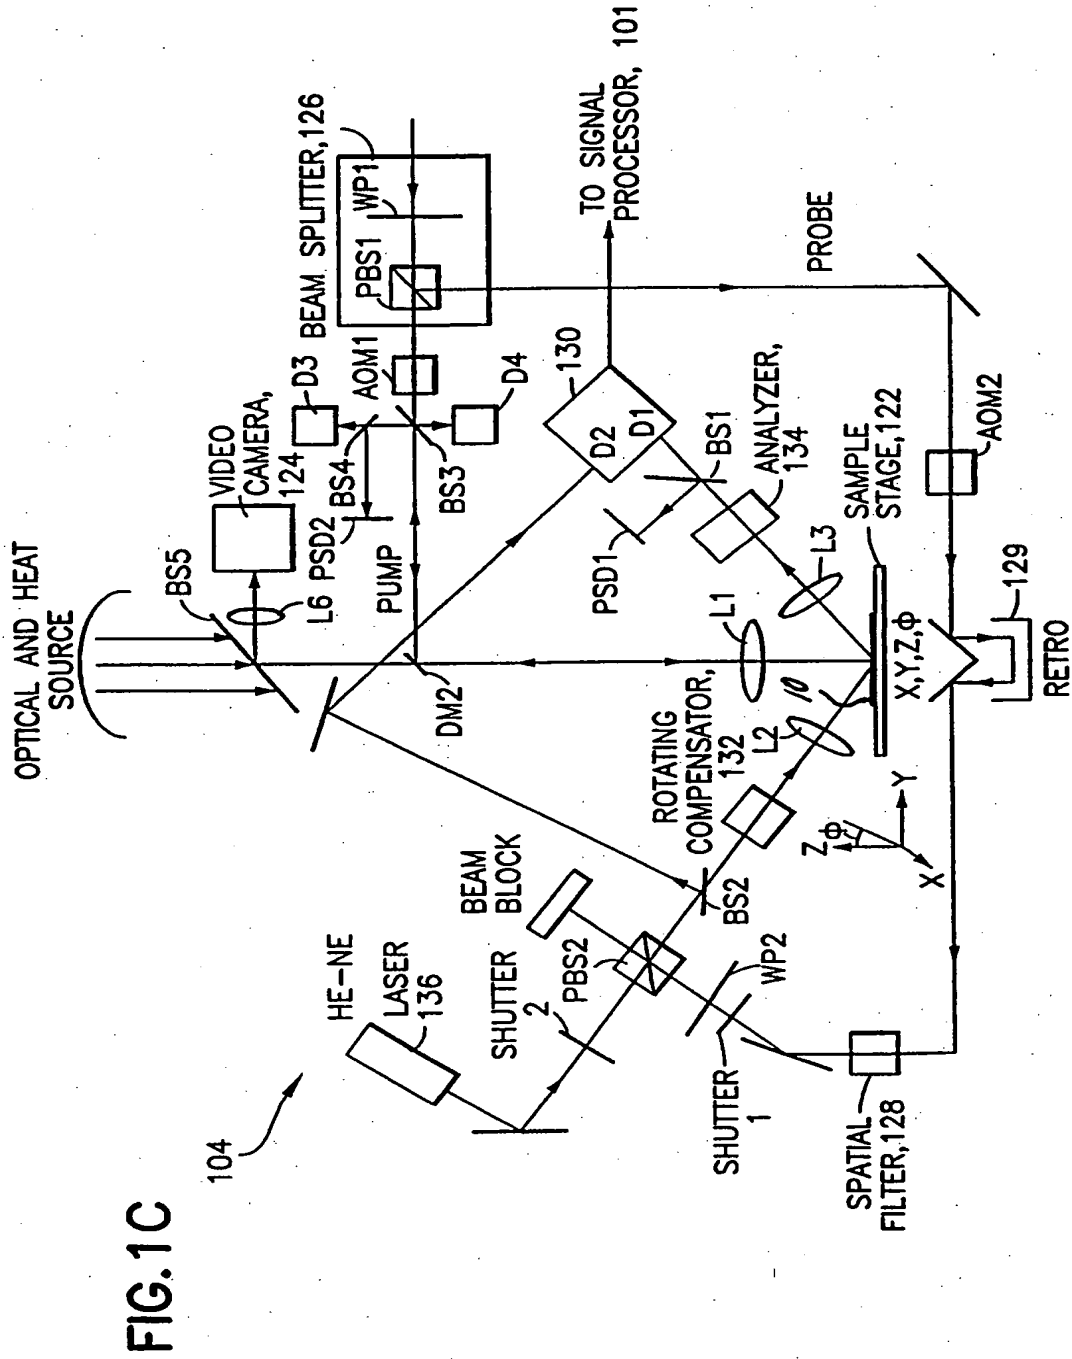 FIG.1C
104
OPTICAL AND HEAT
SOURCE
BS5
VIDEO
CAMERA,
124
L6
PSD2
BS4
D3
BEAM SPLITTER,126
WP1
PBS1
AOM1
D4
BS3
PUMP
DM2
TO SIGNAL
PROCESSOR, 101
130
D2
D1
BS1
PSD1
ANALYZER,
134
PROBE
HE-NE
LASER
136
SHUTTER
2
BEAM
BLOCK
PBS2
BS2
ROTATING
COMPENSATOR,
132
L2
10
L1
L3
SAMPLE
STAGE,122
X,Y,Z,Φ
AOM2
129
RETRO
Z
Φ
Y
X
WP2
SHUTTER
1
SPATIAL
FILTER,128